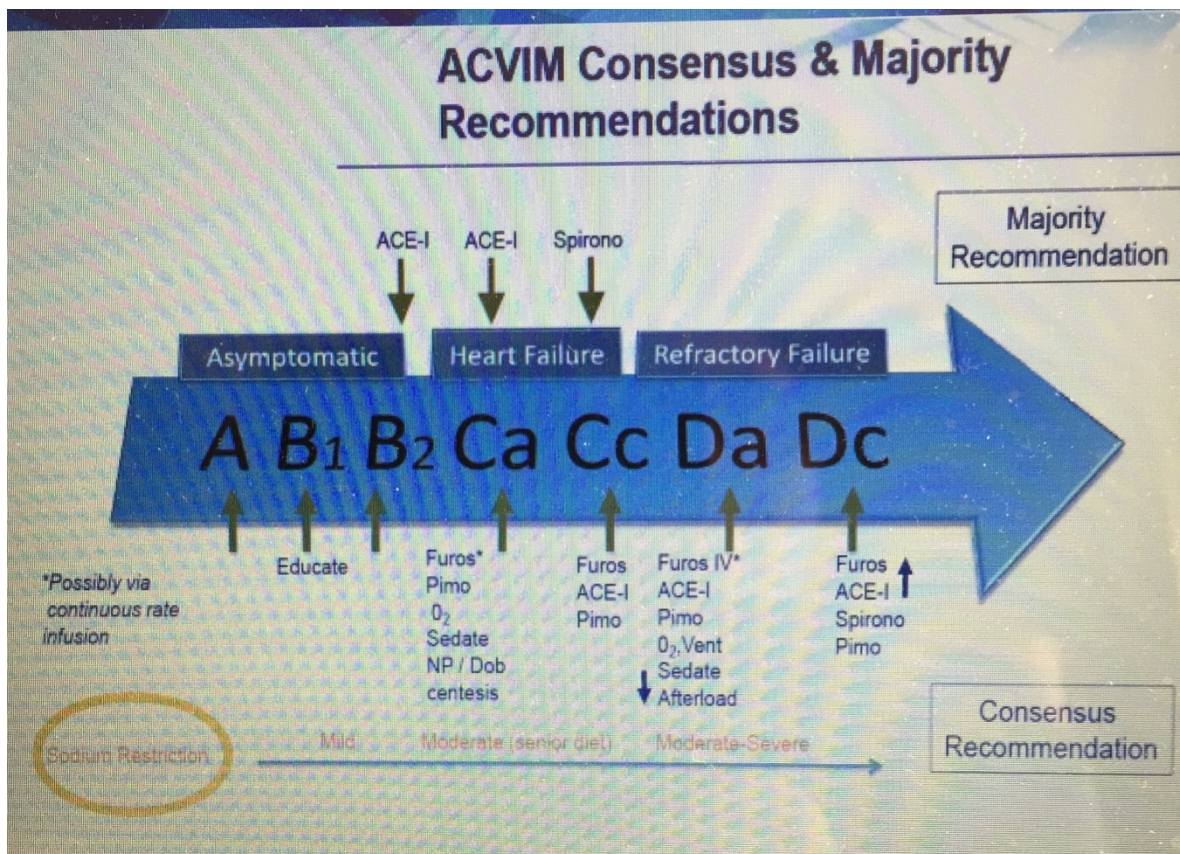 ACVIM Consensus & Majority
Recommendations
Majority
Recommendation
ACE-I ACE-I Spirono
Asymptomatic Heart Failure Refractory Failure
A B1 B2 Ca Cc Da Dc
Educate
Furos*
Pimo
0₂
Sedate
NP / Dob
centesis
Furos
ACE-I
Pimo
Furos IV*
ACE-I
Pimo
0₂, Vent
Sedate
↓ Afterload
Furos ↑
ACE-I
Spirono
Pimo
*Possibly via
continuous rate
infusion
Sodium Restriction Mild Moderate (senior diet) Moderate-Severe
Consensus
Recommendation